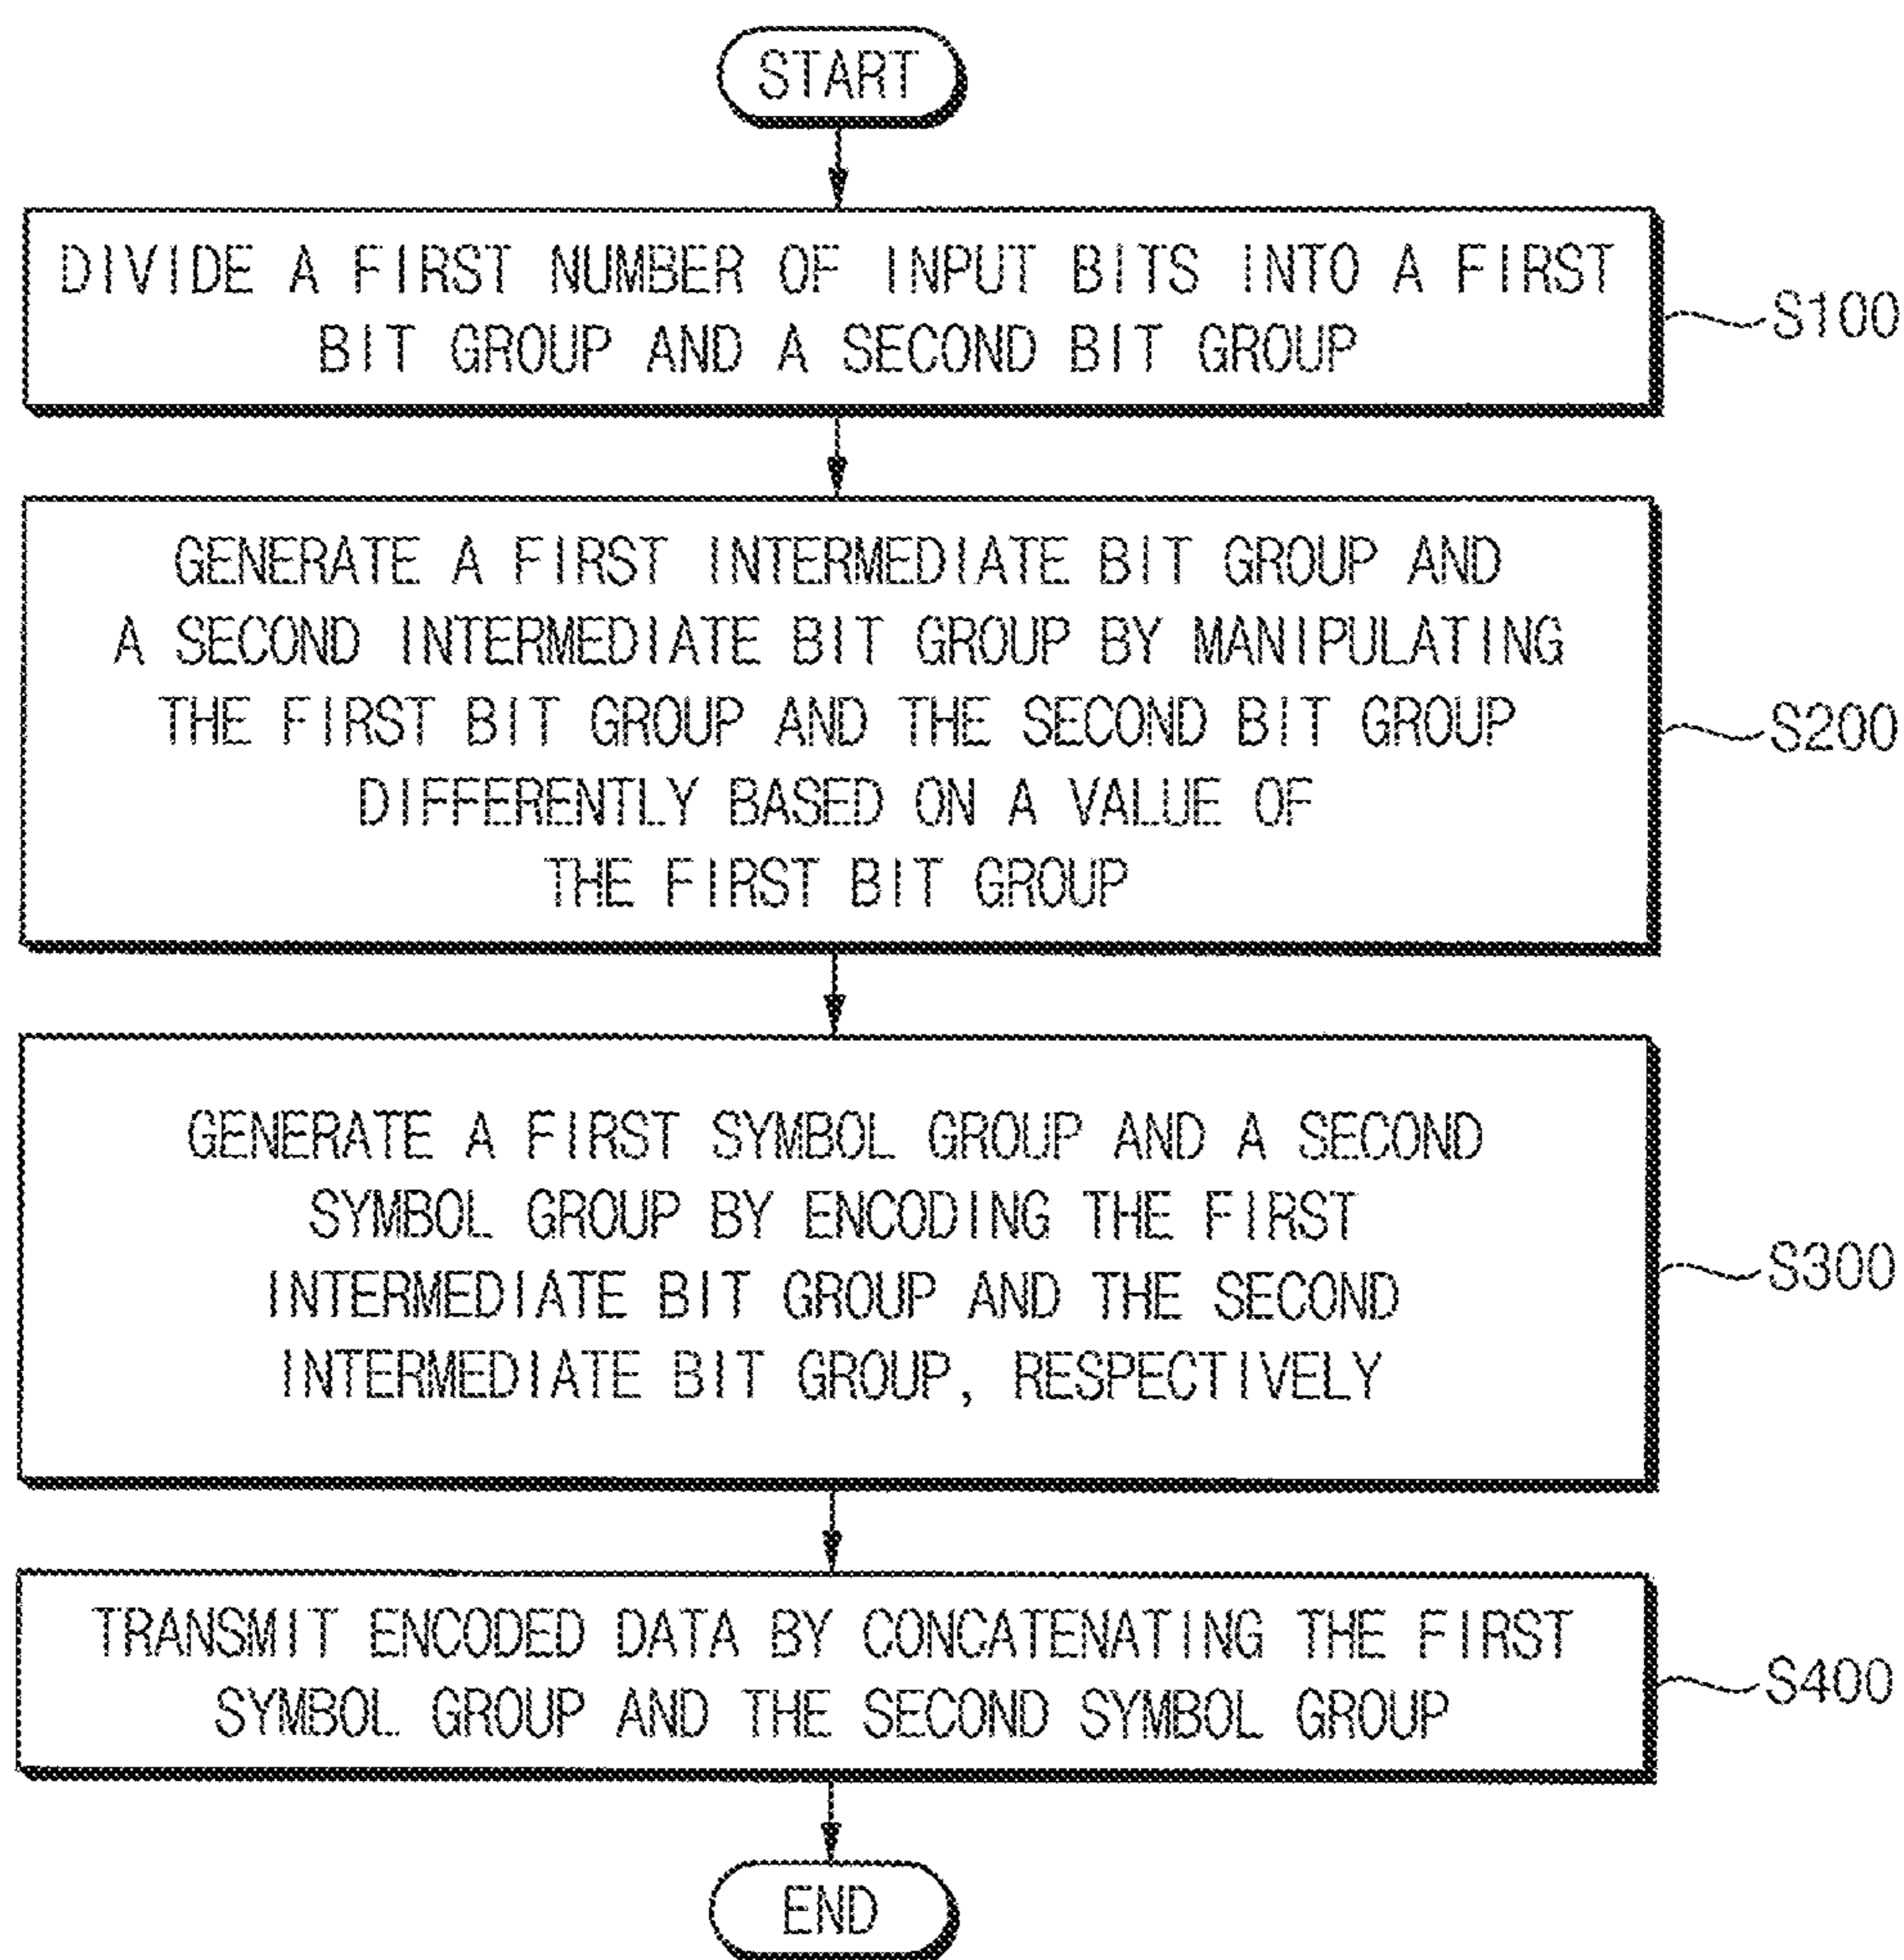 START
DIVIDE A FIRST NUMBER OF INPUT BITS INTO A FIRST
BIT GROUP AND A SECOND BIT GROUP
S100
GENERATE A FIRST INTERMEDIATE BIT GROUP AND
A SECOND INTERMEDIATE BIT GROUP BY MANIPULATING
THE FIRST BIT GROUP AND THE SECOND BIT GROUP
DIFFERENTLY BASED ON A VALUE OF
THE FIRST BIT GROUP
S200
GENERATE A FIRST SYMBOL GROUP AND A SECOND
SYMBOL GROUP BY ENCODING THE FIRST
INTERMEDIATE BIT GROUP AND THE SECOND
INTERMEDIATE BIT GROUP, RESPECTIVELY
S300
TRANSMIT ENCODED DATA BY CONCATENATING THE FIRST
SYMBOL GROUP AND THE SECOND SYMBOL GROUP
S400
END